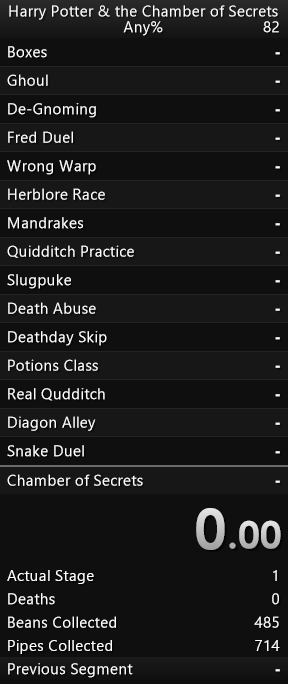 Harry Potter & the Chamber of Secrets
Any% 82
Boxes -
Ghoul -
De-Gnoming -
Fred Duel -
Wrong Warp -
Herblore Race -
Mandrakes -
Quidditch Practice -
Slugpuke -
Death Abuse -
Deathday Skip -
Potions Class -
Real Qudditch -
Diagon Alley -
Snake Duel -
Chamber of Secrets -
0.00
Actual Stage 1
Deaths 0
Beans Collected 485
Pipes Collected 714
Previous Segment -